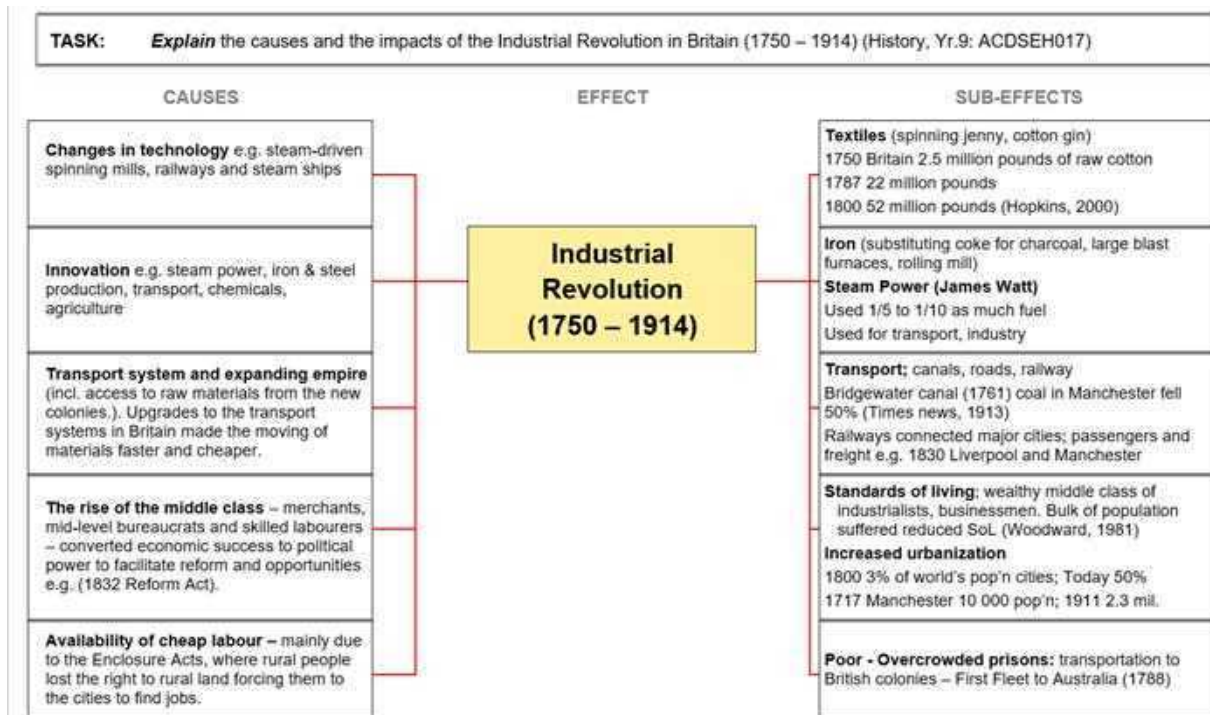 TASK: Explain the causes and the impacts of the Industrial Revolution in Britain (1750 – 1914) (History, Yr.9: ACDSEH017)
CAUSES
Changes in technology e.g. steam-driven
spinning mills, railways and steam ships
Innovation e.g. steam power, iron & steel
production, transport, chemicals,
agriculture
Transport system and expanding empire
(incl. access to raw materials from the new
colonies.). Upgrades to the transport
systems in Britain made the moving of
materials faster and cheaper.
The rise of the middle class – merchants,
mid-level bureaucrats and skilled labourers
– converted economic success to political
power to facilitate reform and opportunities
e.g. (1832 Reform Act).
Availability of cheap labour – mainly due
to the Enclosure Acts, where rural people
lost the right to rural land forcing them to
the cities to find jobs.
EFFECT
Industrial
Revolution
(1750 – 1914)
SUB-EFFECTS
Textiles (spinning jenny, cotton gin)
1750 Britain 2.5 million pounds of raw cotton
1787 22 million pounds
1800 52 million pounds (Hopkins, 2000)
Iron (substituting coke for charcoal, large blast
furnaces, rolling mill)
Steam Power (James Watt)
Used 1/5 to 1/10 as much fuel
Used for transport, industry
Transport; canals, roads, railway
Bridgewater canal (1761) coal in Manchester fell
50% (Times news, 1913)
Railways connected major cities; passengers and
freight e.g. 1830 Liverpool and Manchester
Standards of living; wealthy middle class of
industrialists, businessmen. Bulk of population
suffered reduced SoL (Woodward, 1981)
Increased urbanization
1800 3% of world's pop'n cities; Today 50%
1717 Manchester 10 000 pop'n; 1911 2.3 mil.
Poor - Overcrowded prisons: transportation to
British colonies – First Fleet to Australia (1788)